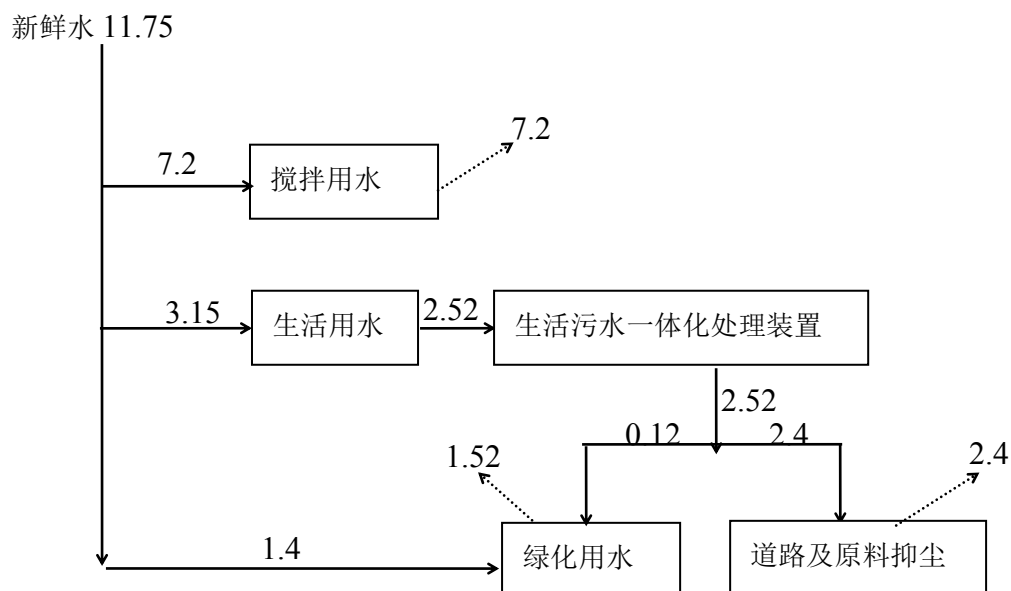 新鲜水 11.75
7.2
7.2
搅拌用水
3.15
生活用水
2.52
生活污水一体化处理装置
2.52
0.12
2.4
1.52
2.4
1.4
绿化用水
道路及原料抑尘